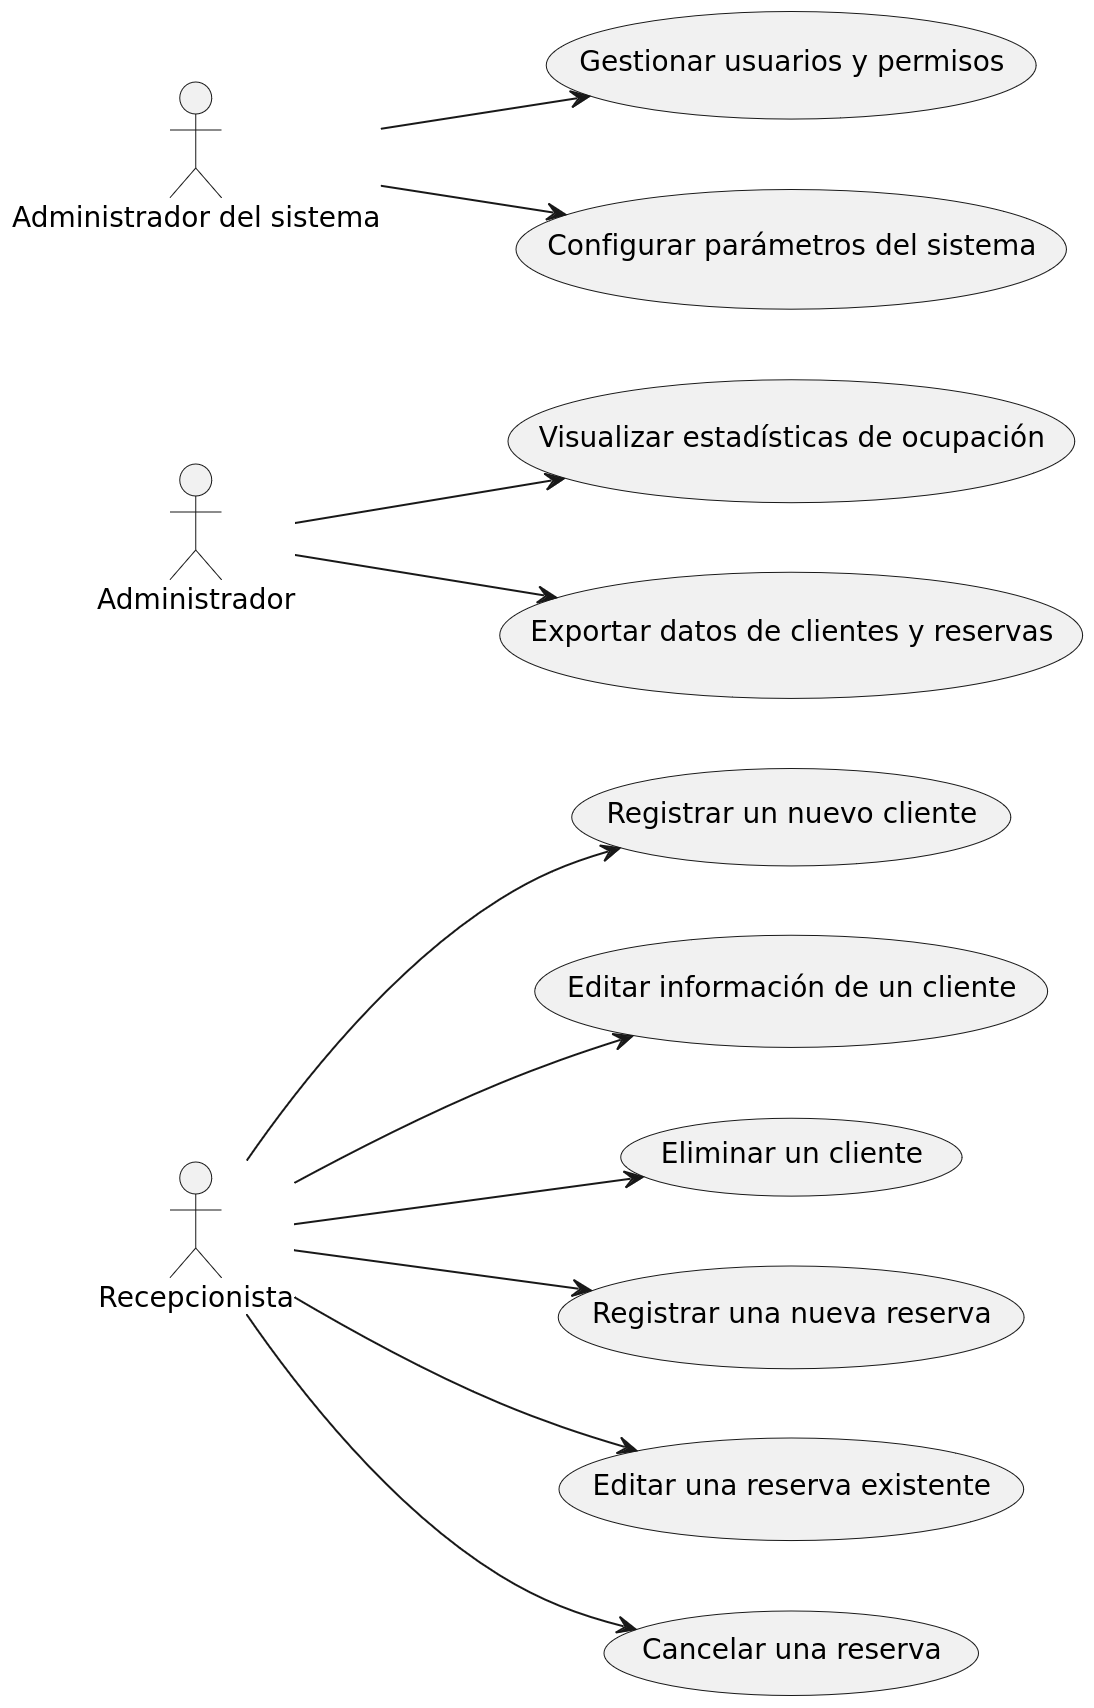 Gestionar usuarios y permisos
Administrador del sistema
Configurar parámetros del sistema
Visualizar estadísticas de ocupación
Administrador
Exportar datos de clientes y reservas
Registrar un nuevo cliente
Editar información de un cliente
Eliminar un cliente
Recepcionista
Registrar una nueva reserva
Editar una reserva existente
Cancelar una reserva